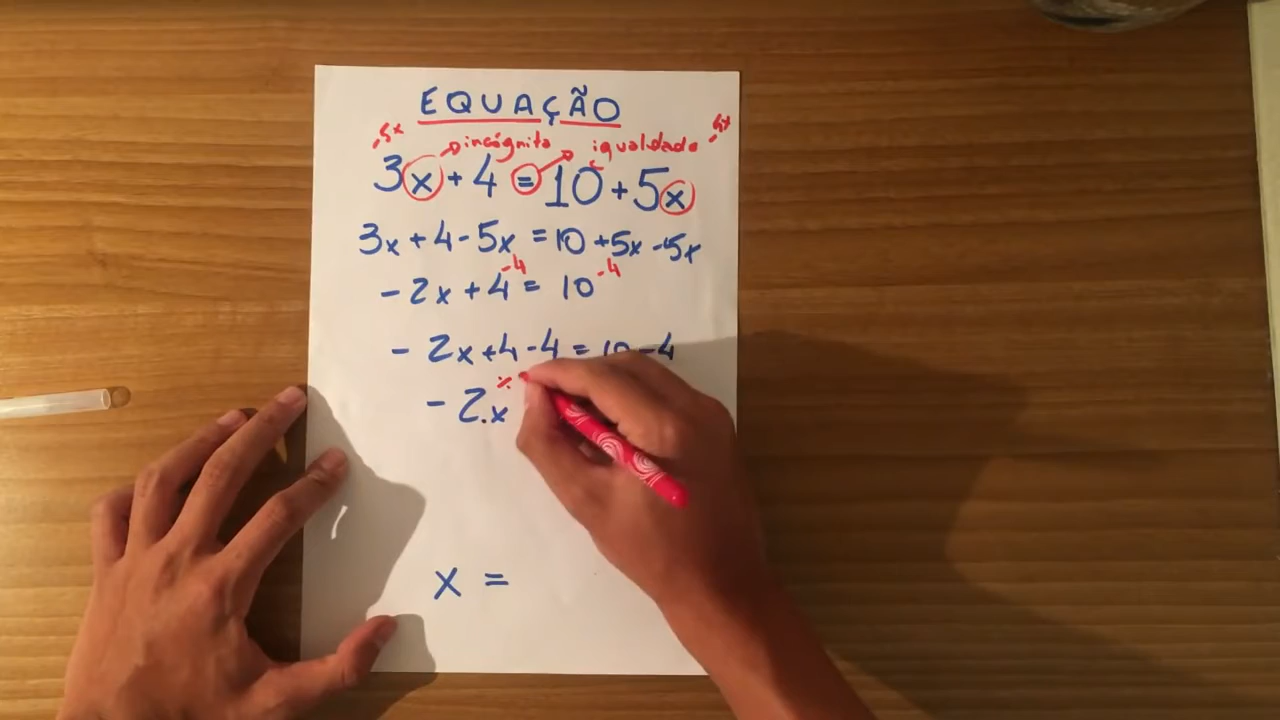 EQUAÇÃO
-5x incógnita igualdade -5x
3x + 4 = 10 + 5x
3x + 4 - 5x = 10 + 5x - 5x
-4 -4
- 2x + 4 = 10
- 2x + 4 - 4 = 10 - 4
- 2.x
x =